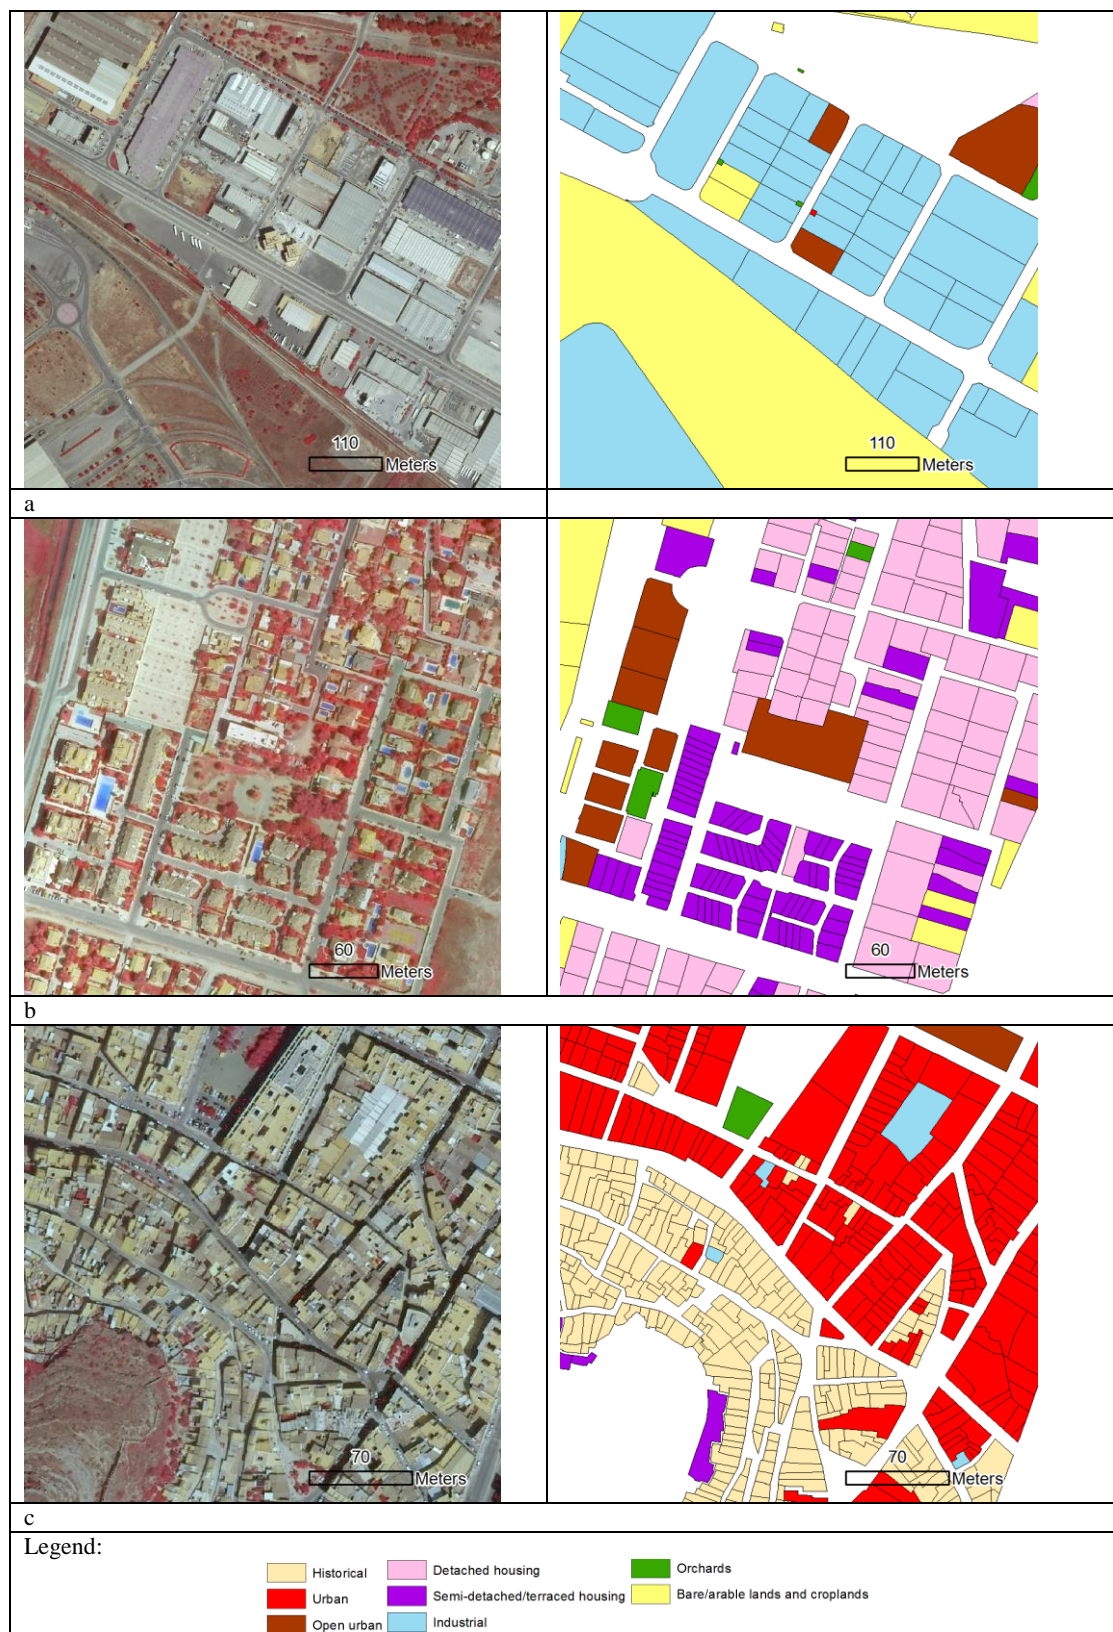 110
Meters
110
Meters
a
60
Meters
60
Meters
b
70
Meters
70
Meters
c
Legend:
Historical
Detached housing
Orchards
Urban
Semi-detached/terraced housing
Bare/arable lands and croplands
Open urban
Industrial